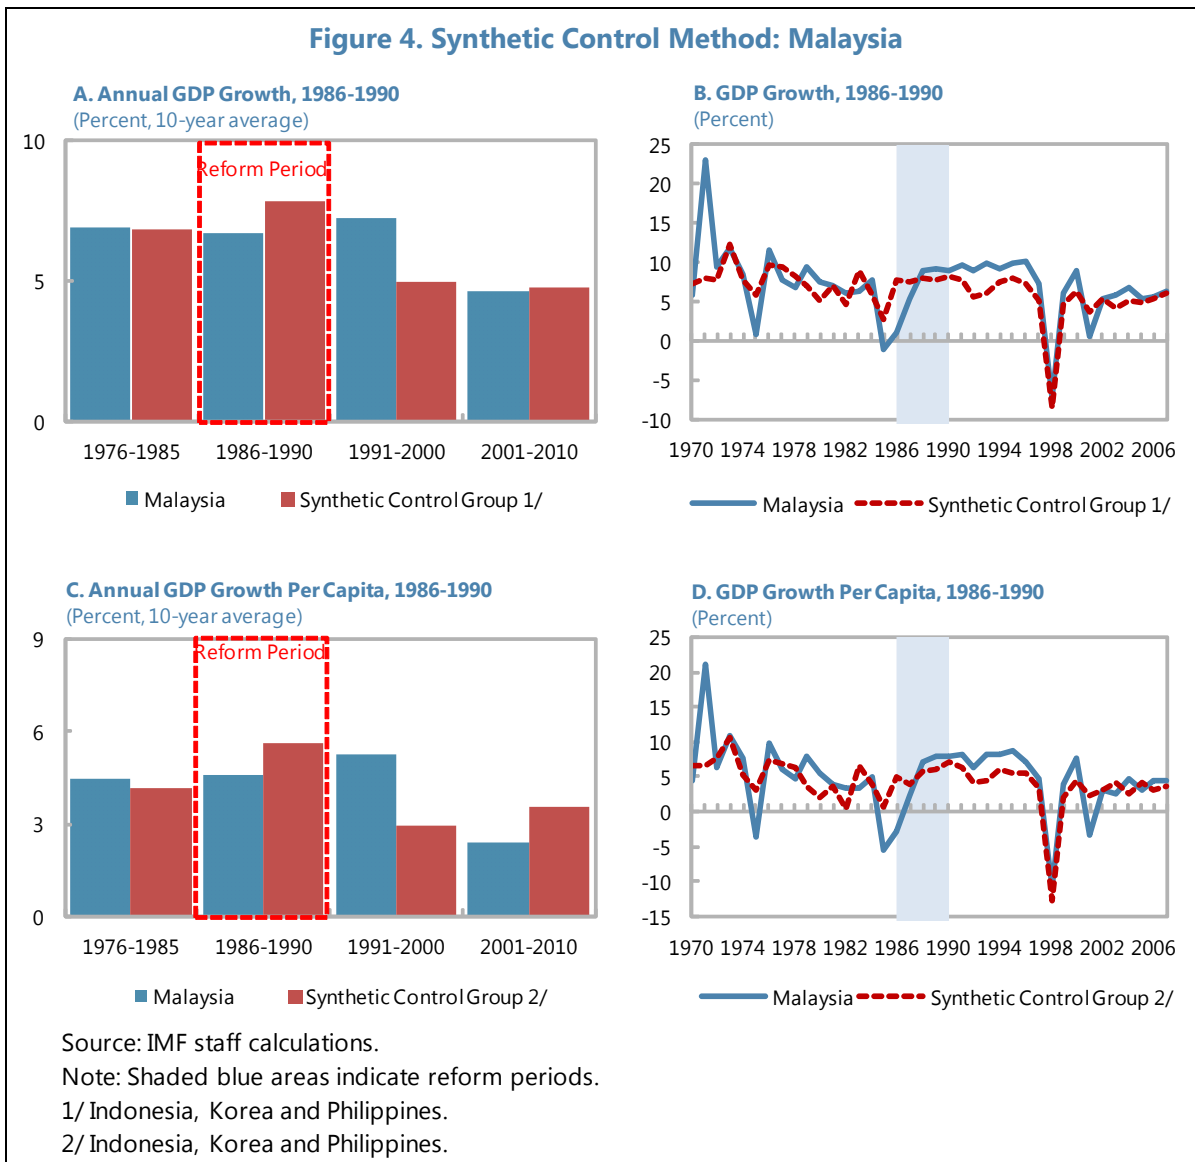 Figure 4. Synthetic Control Method: Malaysia
A. Annual GDP Growth, 1986-1990
(Percent, 10-year average)
10
5
0
Reform Period
1976-1985 1986-1990 1991-2000 2001-2010
Malaysia Synthetic Control Group 1/
B. GDP Growth, 1986-1990
(Percent)
25
20
15
10
5
0
-5
-10
1970 1974 1978 1982 1986 1990 1994 1998 2002 2006
Malaysia Synthetic Control Group 1/
C. Annual GDP Growth Per Capita, 1986-1990
(Percent, 10-year average)
9
6
3
0
Reform Period
1976-1985 1986-1990 1991-2000 2001-2010
Malaysia Synthetic Control Group 2/
D. GDP Growth Per Capita, 1986-1990
(Percent)
25
20
15
10
5
0
-5
-10
-15
1970 1974 1978 1982 1986 1990 1994 1998 2002 2006
Malaysia Synthetic Control Group 2/
Source: IMF staff calculations.
Note: Shaded blue areas indicate reform periods.
1/ Indonesia, Korea and Philippines.
2/ Indonesia, Korea and Philippines.